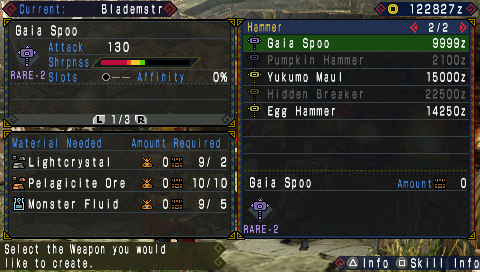 Current: Blademstr
122827z
Gaia Spoo
Attack 130
Shrpnss
RARE-2 Slots Affinity 0%
L 1/3 R
Material Needed Amount Required
Lightcrystal 0 9/ 2
Pelagicite Ore 0 10/10
Monster Fluid 0 9/ 5
Select the Weapon you would
like to create.
Hammer
2/2
Gaia Spoo 9999z
Pumpkin Hammer 2100z
Yukumo Maul 15000z
Hidden Breaker 22500z
Egg Hammer 14250z
Gaia Spoo Amount 0
RARE-2
Info Skill Info